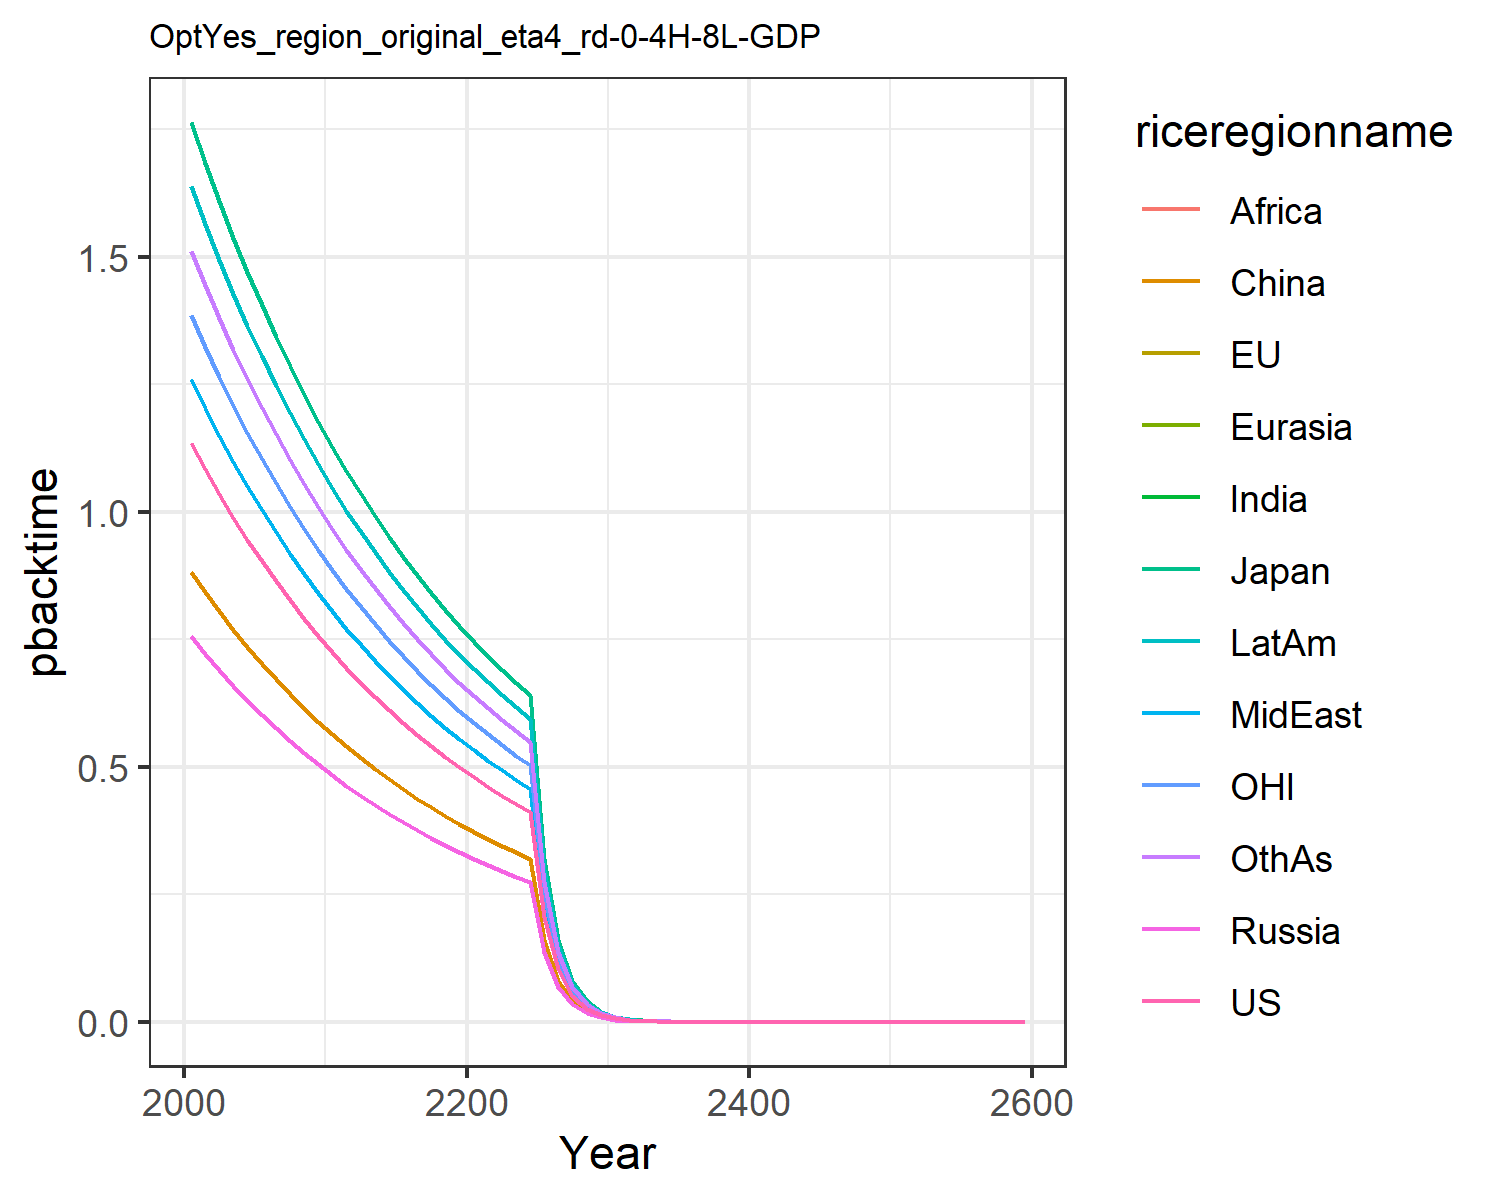 OptYes_region_original_eta4_rd-0-4H-8L-GDP
riceregionname
Africa
China
EU
Eurasia
India
Japan
LatAm
MidEast
OHI
OthAs
Russia
US
pbacktime
1.5
1.0
0.5
0.0
2000 2200 2400 2600
Year